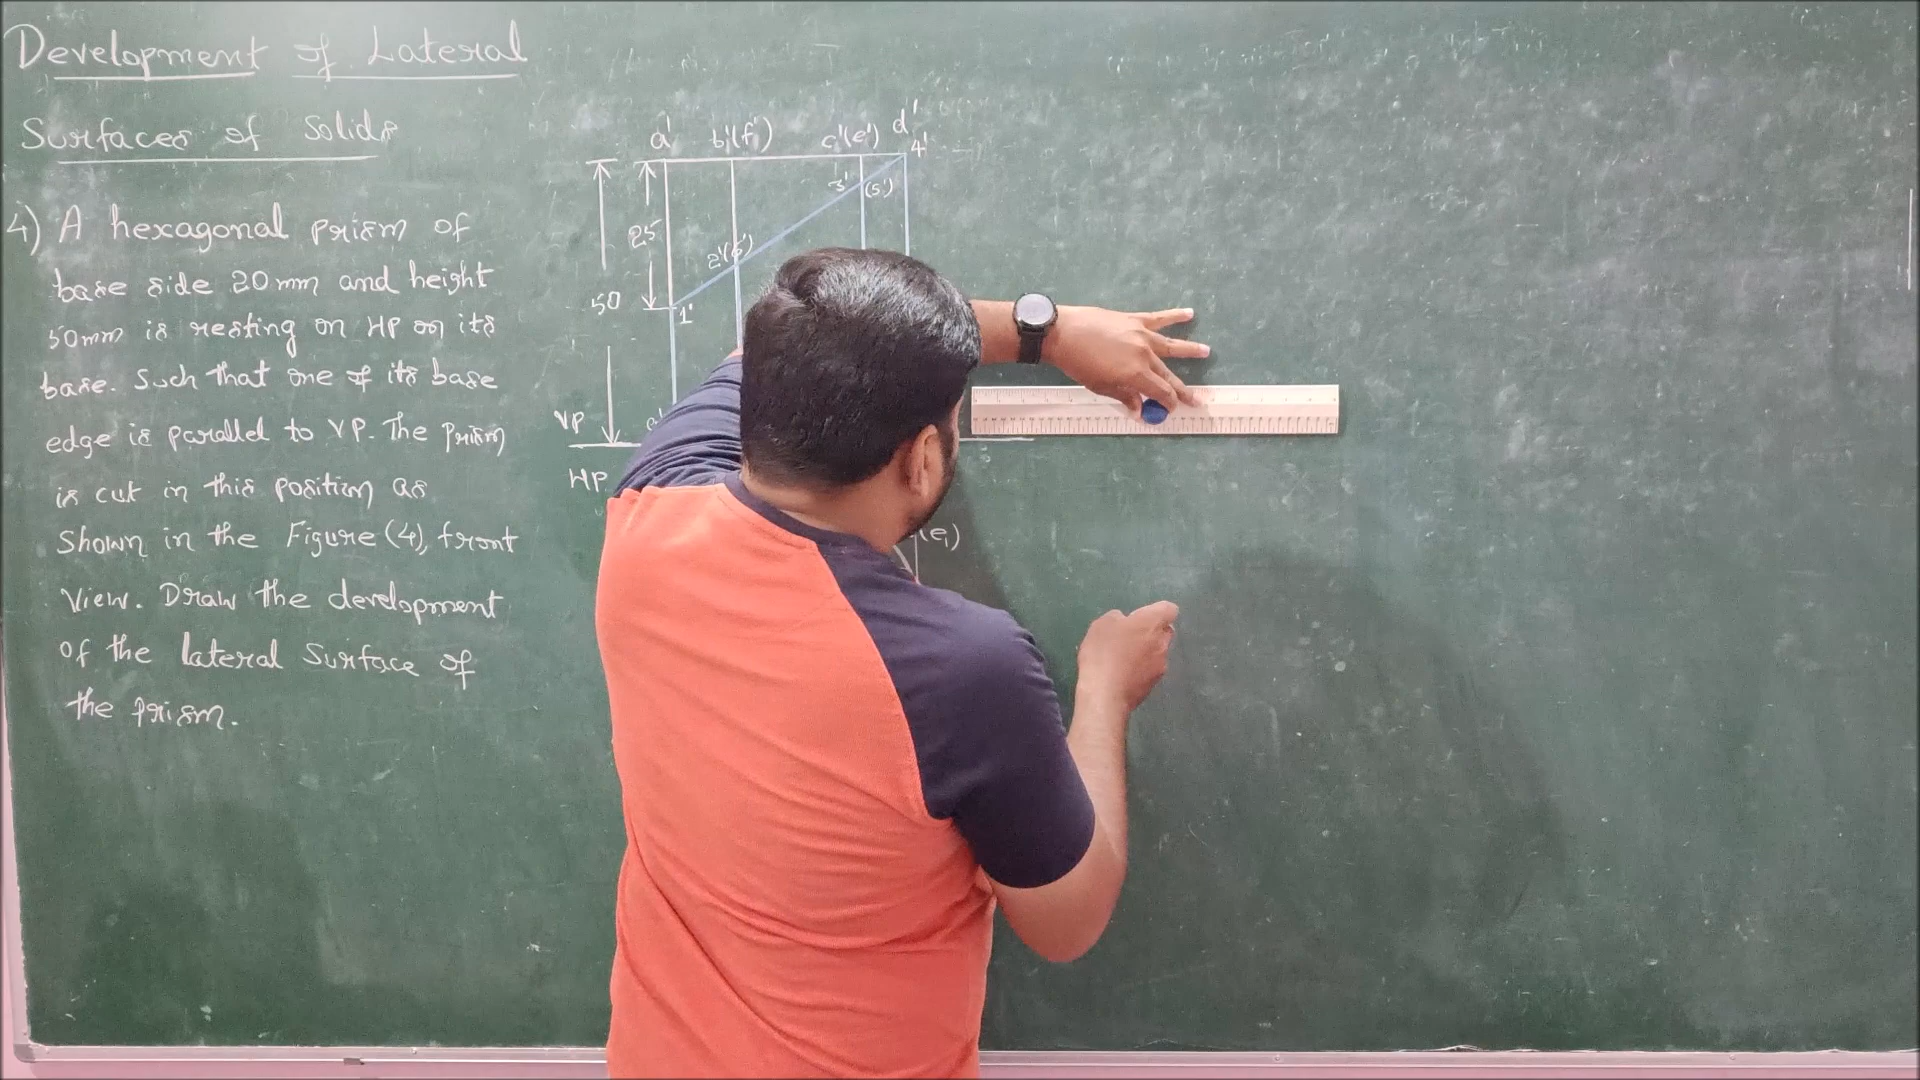 Development of Lateral
Surfaces of Solids
4) A hexagonal prism of
base side 20mm and height
50mm is resting on HP on its
base. Such that one of its base
edge is parallel to VP. The Prism
is cut in this position as
Shown in the Figure (4), front
View. Draw the development
of the lateral Surface of
the prism.
a' b'(f') c'(e') d'
4'
3' (5')
25
2'(6')
50
1'
VP
HP
(e₁)